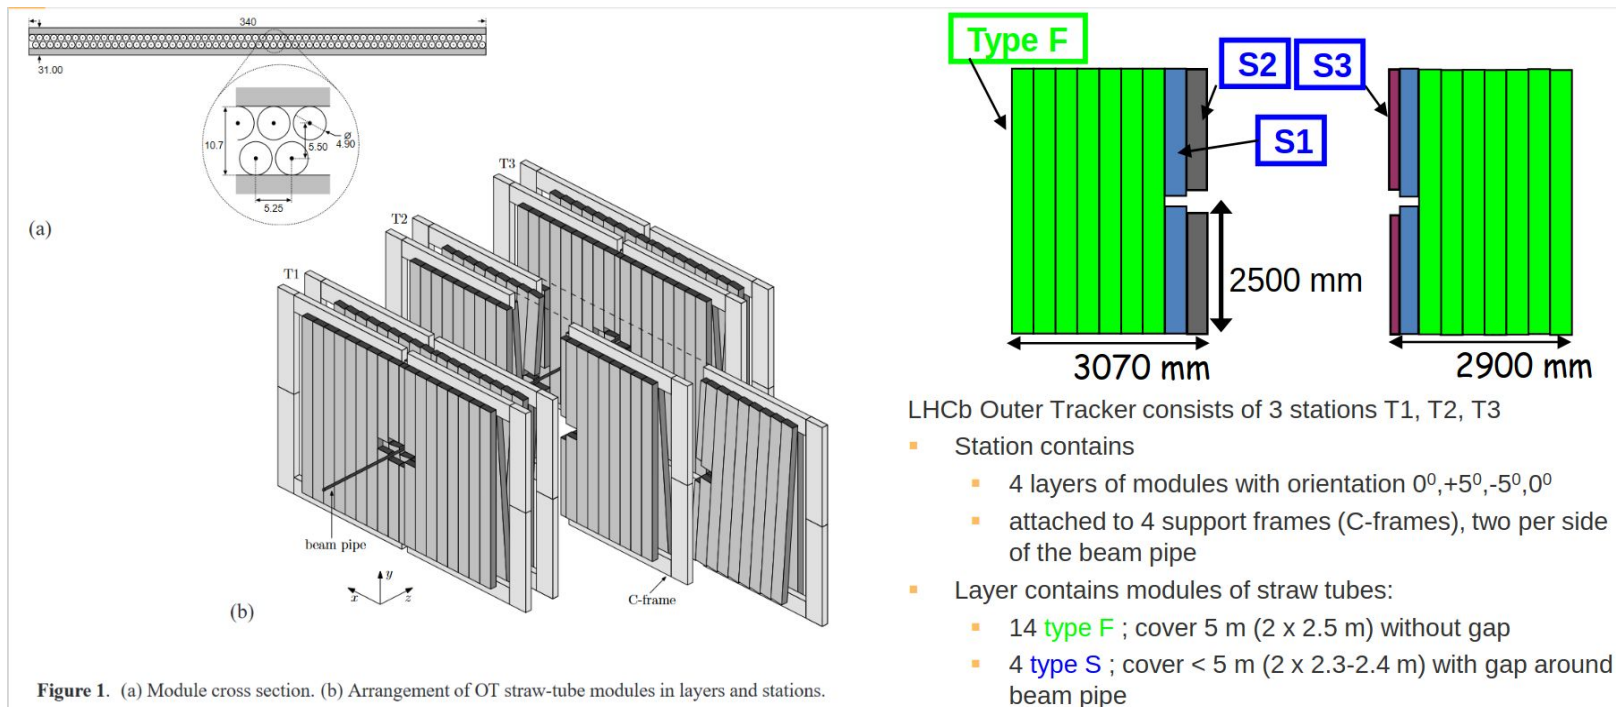 340
31.00
10.7
5.50
Ø
4.90
5.25
(a)
T3
T2
T1
beam pipe
y
x
z
C-frame
(b)
Figure 1. (a) Module cross section. (b) Arrangement of OT straw-tube modules in layers and stations.
Type F
S2
S3
S1
2500 mm
3070 mm
2900 mm
LHCb Outer Tracker consists of 3 stations T1, T2, T3
Station contains
4 layers of modules with orientation 0⁰,+5⁰,-5⁰,0⁰
attached to 4 support frames (C-frames), two per side
of the beam pipe
Layer contains modules of straw tubes:
14 type F ; cover 5 m (2 x 2.5 m) without gap
4 type S ; cover < 5 m (2 x 2.3-2.4 m) with gap around
beam pipe